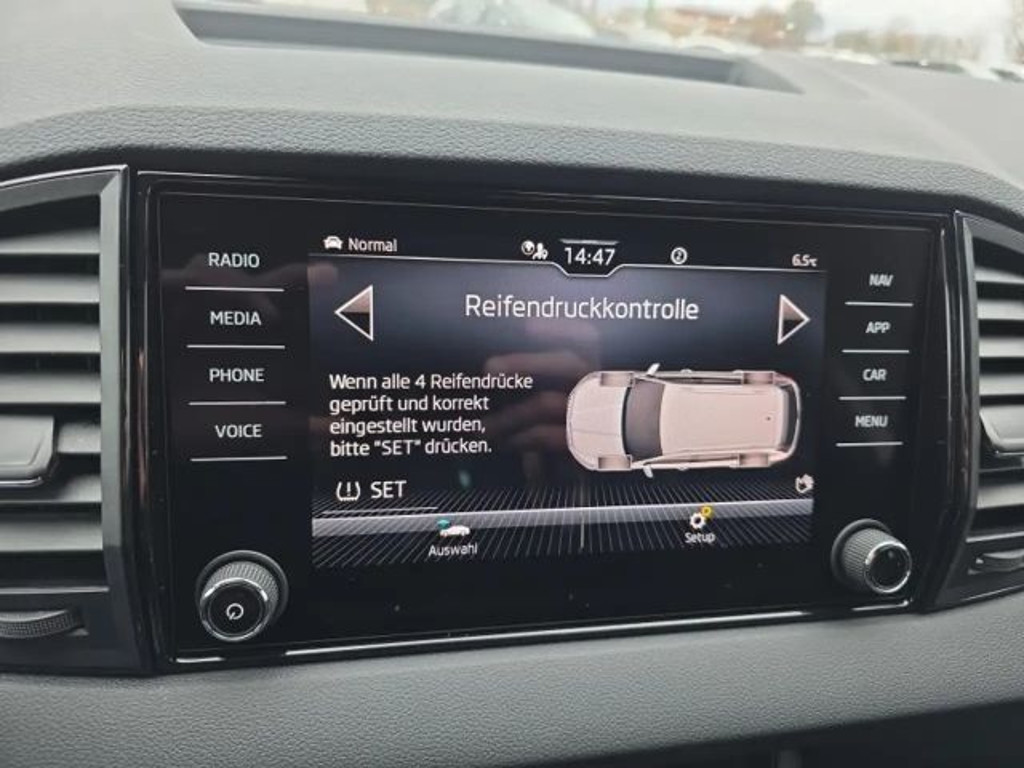 Normal
14:47
2
6.5°C
RADIO
MEDIA
PHONE
VOICE
Reifendruckkontrolle
Wenn alle 4 Reifendrücke
geprüft und korrekt
eingestellt wurden,
bitte "SET" drücken.
SET
Auswahl
Setup
NAV
APP
CAR
MENU